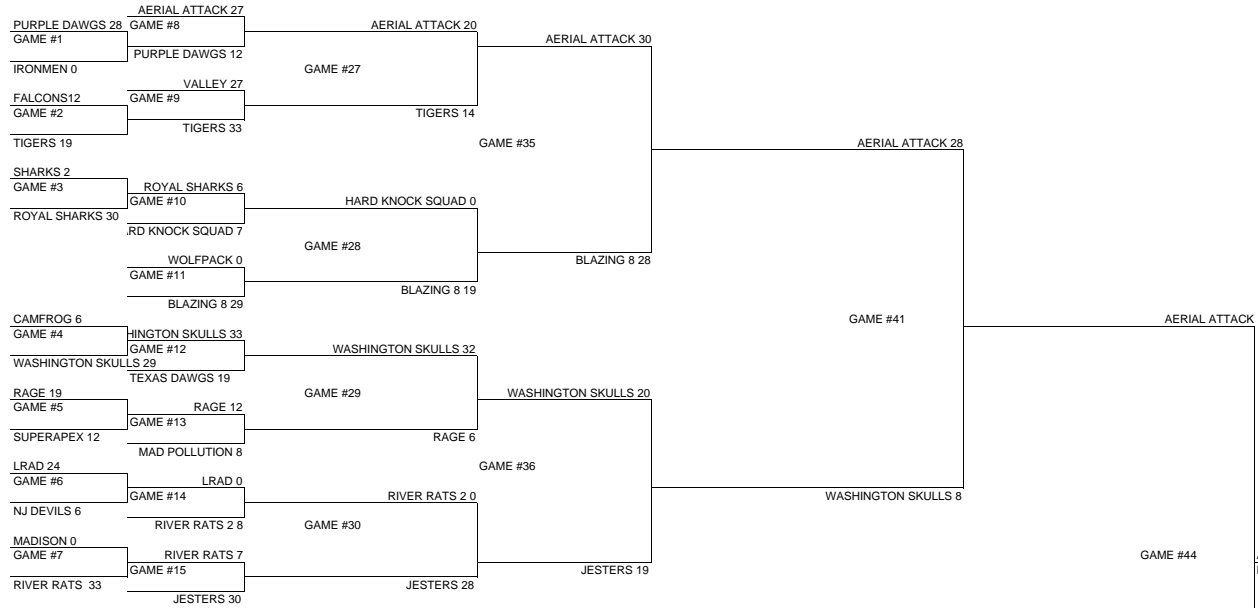 AERIAL ATTACK 27
PURPLE DAWGS 28
GAME #8
AERIAL ATTACK 20
GAME #1
AERIAL ATTACK 30
PURPLE DAWGS 12
IRONMEN 0
GAME #27
VALLEY 27
FALCONS12
GAME #9
GAME #2
TIGERS 14
TIGERS 33
TIGERS 19
GAME #35
AERIAL ATTACK 28
SHARKS 2
GAME #3
ROYAL SHARKS 6
GAME #10
HARD KNOCK SQUAD 0
ROYAL SHARKS 30
RD KNOCK SQUAD 7
GAME #28
WOLFPACK 0
BLAZING 8 28
GAME #11
BLAZING 8 19
BLAZING 8 29
CAMFROG 6
GAME #41
AERIAL ATTACK
GAME #4
HINGTON SKULLS 33
GAME #12
WASHINGTON SKULLS 32
WASHINGTON SKULLS 29
TEXAS DAWGS 19
RAGE 19
GAME #29
WASHINGTON SKULLS 20
GAME #5
RAGE 12
GAME #13
SUPERAPEX 12
RAGE 6
MAD POLLUTION 8
LRAD 24
GAME #36
GAME #6
LRAD 0
GAME #14
RIVER RATS 2 0
WASHINGTON SKULLS 8
NJ DEVILS 6
RIVER RATS 2 8
GAME #30
MADISON 0
GAME #7
RIVER RATS 7
GAME #44
GAME #15
JESTERS 19
RIVER RATS  33
JESTERS 28
JESTERS 30